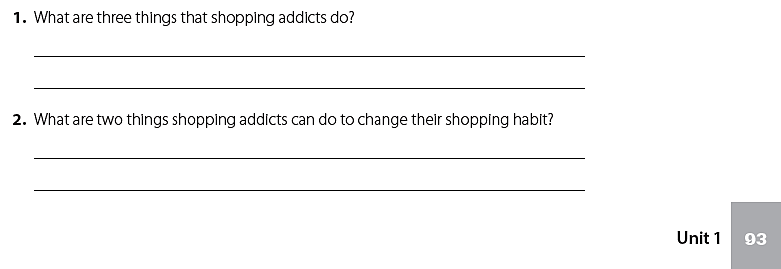 1. What are three things that shopping addicts do?
2. What are two things shopping addicts can do to change their shopping habit?
Unit 1 93